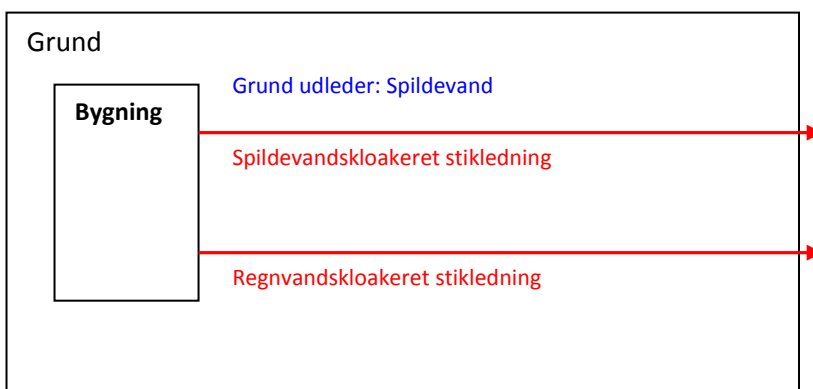 Grund
Grund udleder: Spildevand
Bygning
Spildevandskloakeret stikledning
Regnvandskloakeret stikledning